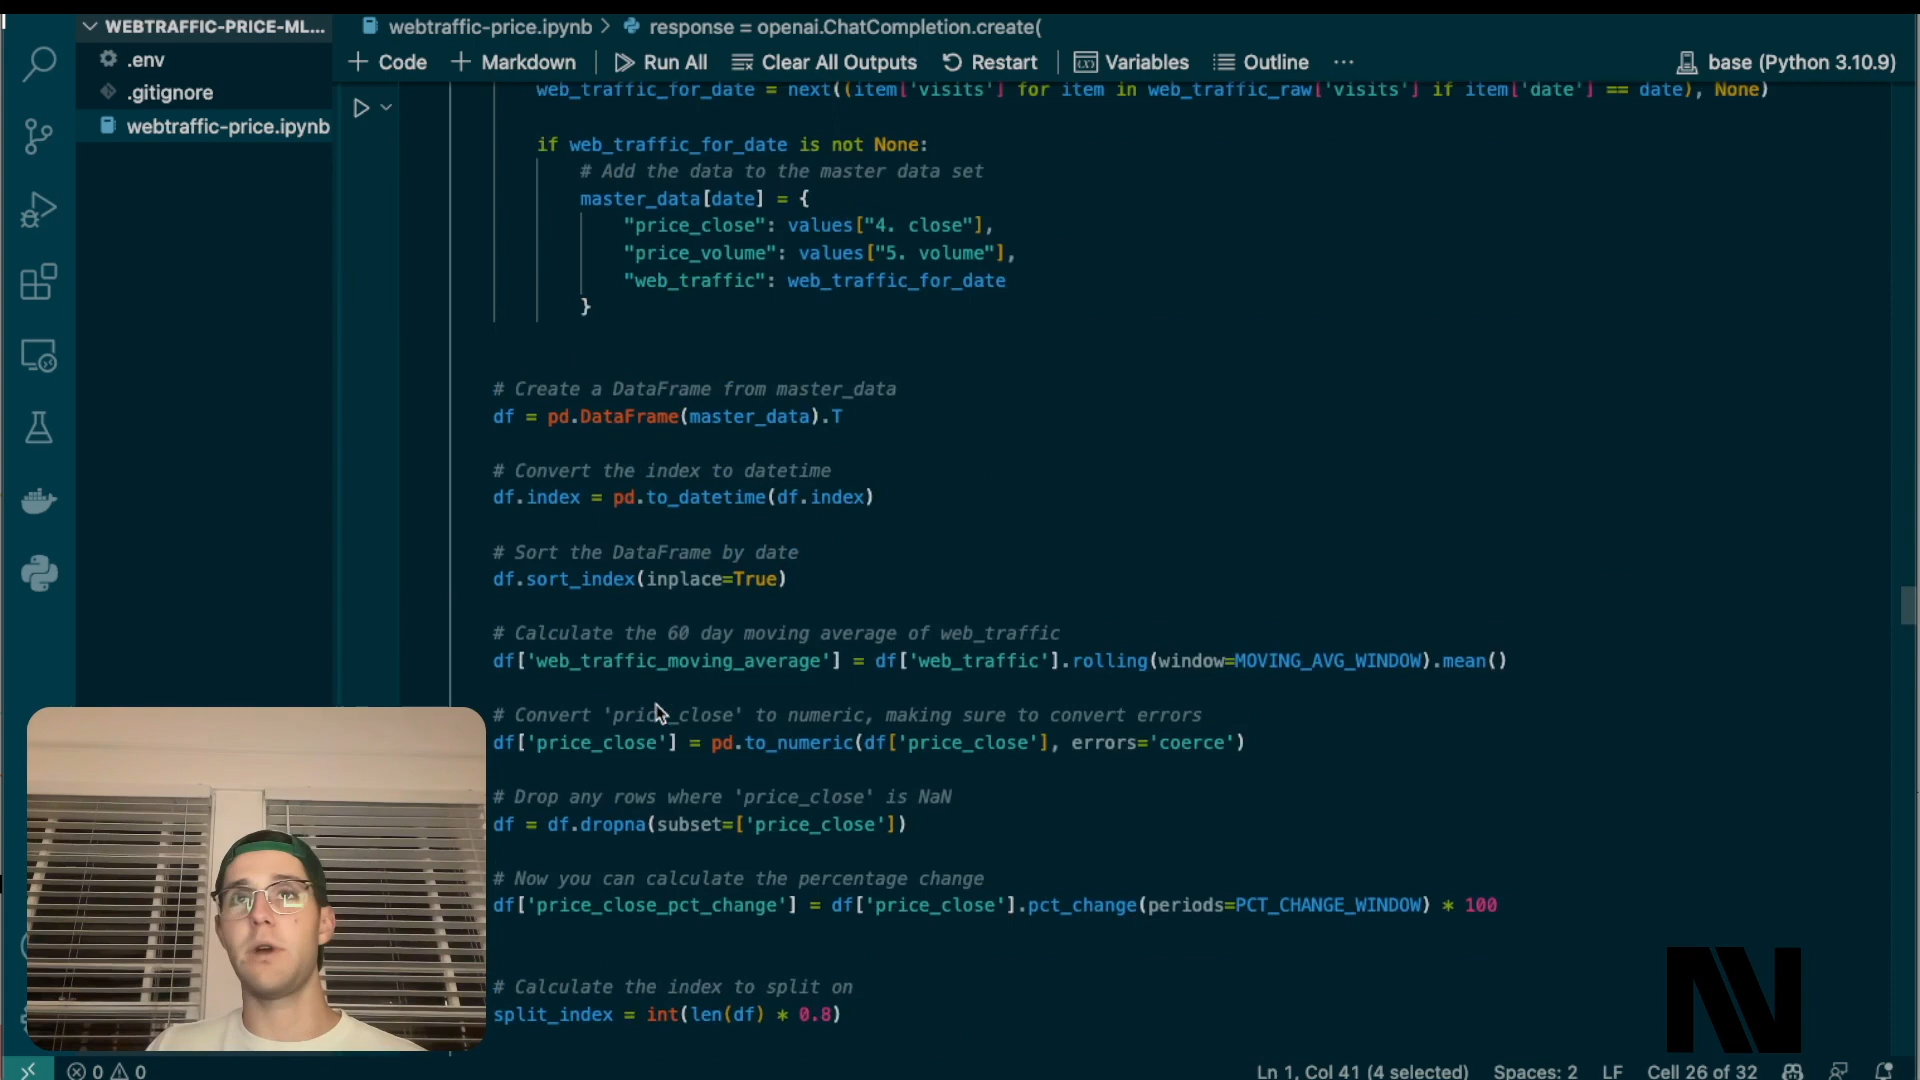 WEBTRAFFIC-PRICE-ML...
webtraffic-price.ipynb > response = openai.ChatCompletion.create(
.env
+ Code + Markdown Run All Clear All Outputs Restart Variables Outline ... base (Python 3.10.9)
.gitignore
webtraffic-price.ipynb
web_traffic_for_date = next((item['visits'] for item in web_traffic_raw['visits'] if item['date'] == date), None)
if web_traffic_for_date is not None:
# Add the data to the master data set
master_data[date] = {
"price_close": values["4. close"],
"price_volume": values["5. volume"],
"web_traffic": web_traffic_for_date
}
# Create a DataFrame from master_data
df = pd.DataFrame(master_data).T
# Convert the index to datetime
df.index = pd.to_datetime(df.index)
# Sort the DataFrame by date
df.sort_index(inplace=True)
# Calculate the 60 day moving average of web_traffic
df['web_traffic_moving_average'] = df['web_traffic'].rolling(window=MOVING_AVG_WINDOW).mean()
# Convert 'price_close' to numeric, making sure to convert errors
df['price_close'] = pd.to_numeric(df['price_close'], errors='coerce')
# Drop any rows where 'price_close' is NaN
df = df.dropna(subset=['price_close'])
# Now you can calculate the percentage change
df['price_close_pct_change'] = df['price_close'].pct_change(periods=PCT_CHANGE_WINDOW) * 100
# Calculate the index to split on
split_index = int(len(df) * 0.8)
N
0 0 Ln 1, Col 41 (4 selected) Spaces: 2 LF Cell 26 of 32